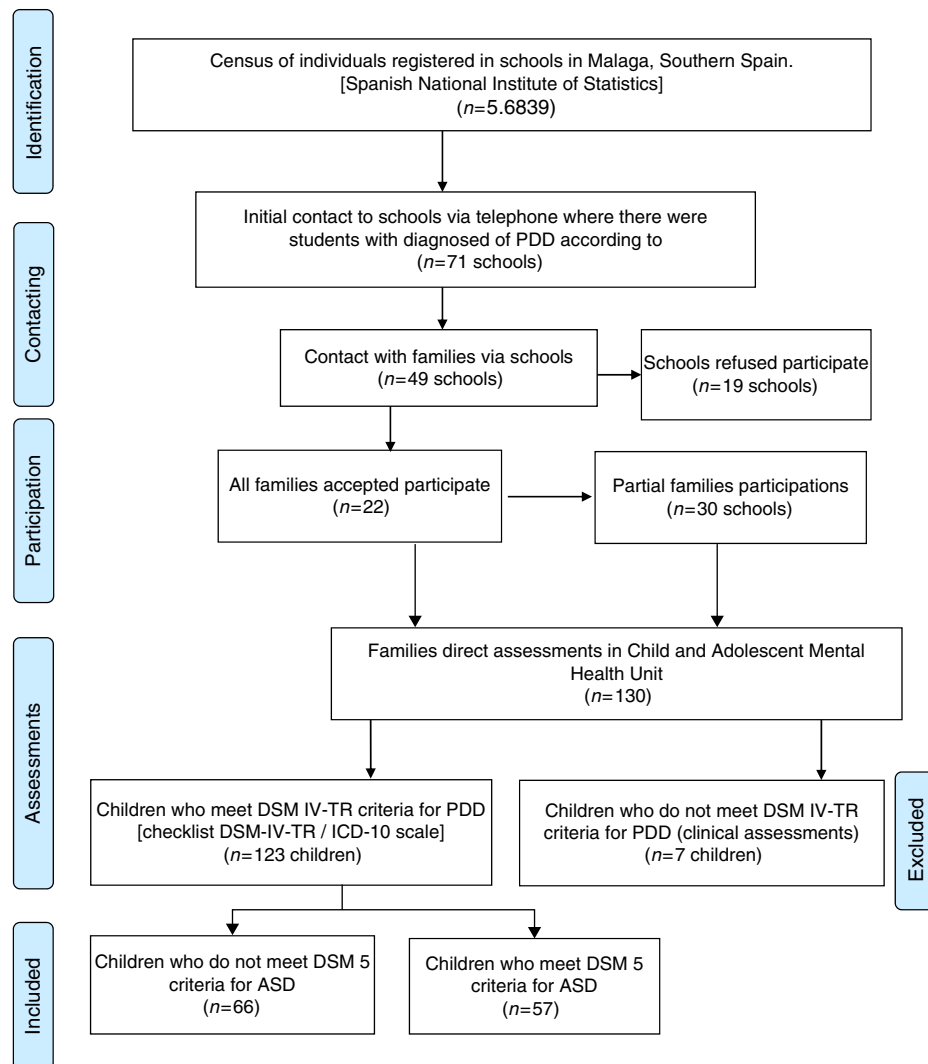 Identification
Census of individuals registered in schools in Malaga, Southern Spain.
[Spanish National Institute of Statistics]
(n=5.6839)
Contacting
Initial contact to schools via telephone where there were
students with diagnosed of PDD according to
(n=71 schools)
Contact with families via schools
(n=49 schools)
Schools refused participate
(n=19 schools)
Participation
All families accepted participate
(n=22)
Partial families participations
(n=30 schools)
Assessments
Families direct assessments in Child and Adolescent Mental
Health Unit
(n=130)
Children who meet DSM IV-TR criteria for PDD
[checklist DSM-IV-TR / ICD-10 scale]
(n=123 children)
Children who do not meet DSM IV-TR
criteria for PDD (clinical assessments)
(n=7 children)
Excluded
Included
Children who do not meet DSM 5
criteria for ASD
(n=66)
Children who meet DSM 5
criteria for ASD
(n=57)